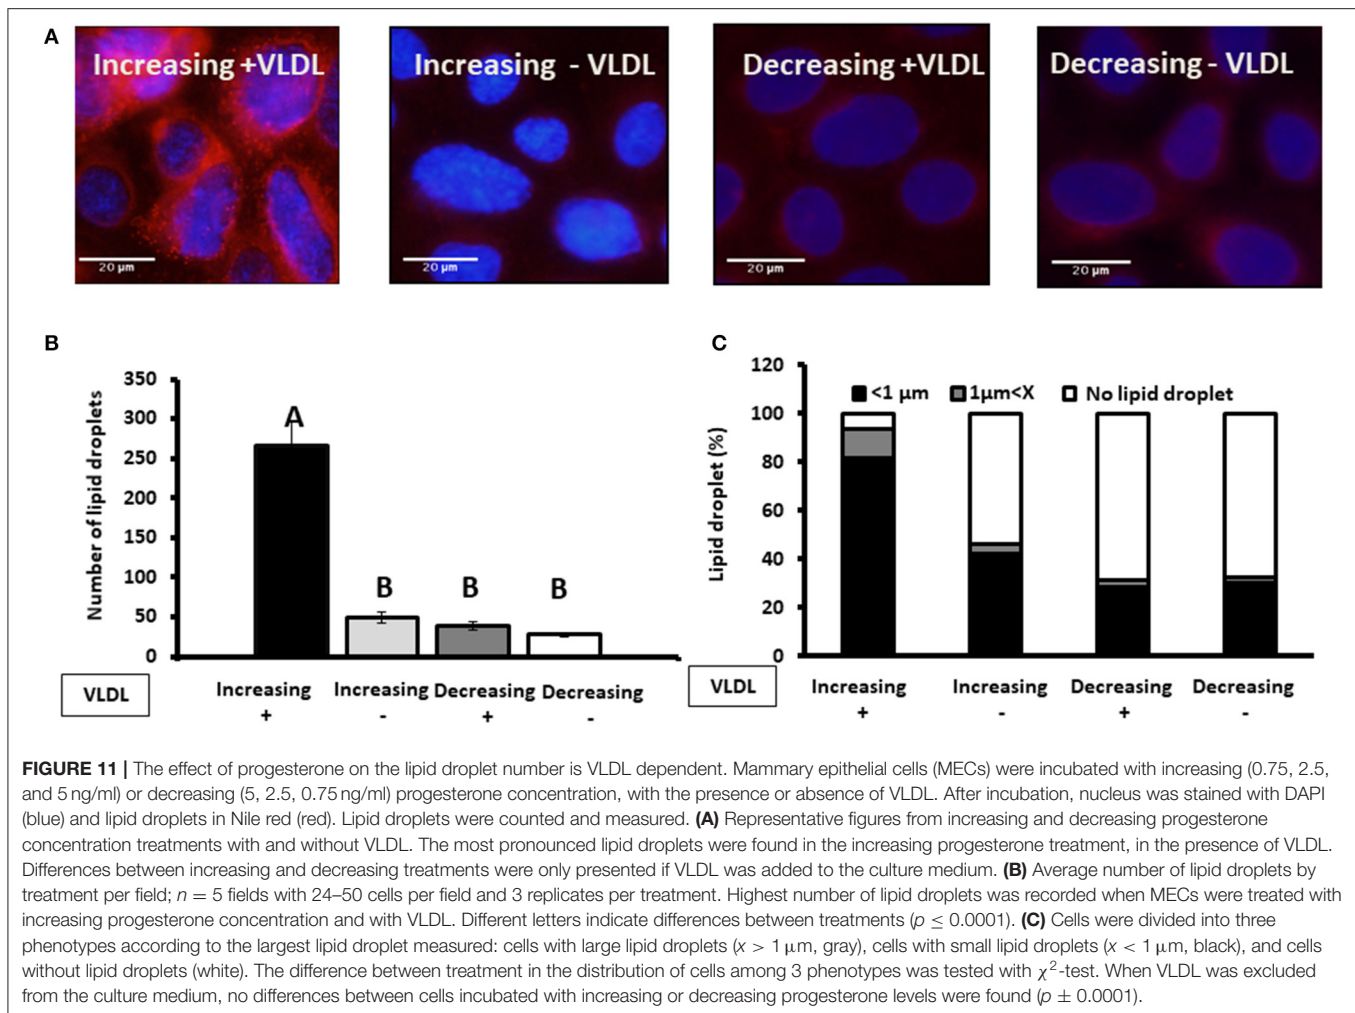 A
Increasing +VLDL
Increasing - VLDL
Decreasing +VLDL
Decreasing - VLDL
20 µm
20 µm
20 µm
20 µm
B
Number of lipid droplets
350
300
250
200
150
100
50
0
A
B
B
B
VLDL
Increasing Increasing Decreasing Decreasing
+ - + -
C
Lipid droplet (%)
120
100
80
60
40
20
0
<1 µm 1µm<X No lipid droplet
VLDL
Increasing Increasing Decreasing Decreasing
+ - + -
FIGURE 11 | The effect of progesterone on the lipid droplet number is VLDL dependent. Mammary epithelial cells (MECs) were incubated with increasing (0.75, 2.5,
and 5 ng/ml) or decreasing (5, 2.5, 0.75 ng/ml) progesterone concentration, with the presence or absence of VLDL. After incubation, nucleus was stained with DAPI
(blue) and lipid droplets in Nile red (red). Lipid droplets were counted and measured. (A) Representative figures from increasing and decreasing progesterone
concentration treatments with and without VLDL. The most pronounced lipid droplets were found in the increasing progesterone treatment, in the presence of VLDL.
Differences between increasing and decreasing treatments were only presented if VLDL was added to the culture medium. (B) Average number of lipid droplets by
treatment per field; n = 5 fields with 24–50 cells per field and 3 replicates per treatment. Highest number of lipid droplets was recorded when MECs were treated with
increasing progesterone concentration and with VLDL. Different letters indicate differences between treatments (p ≤ 0.0001). (C) Cells were divided into three
phenotypes according to the largest lipid droplet measured: cells with large lipid droplets (x > 1 µm, gray), cells with small lipid droplets (x < 1 µm, black), and cells
without lipid droplets (white). The difference between treatment in the distribution of cells among 3 phenotypes was tested with χ²-test. When VLDL was excluded
from the culture medium, no differences between cells incubated with increasing or decreasing progesterone levels were found (p ± 0.0001).